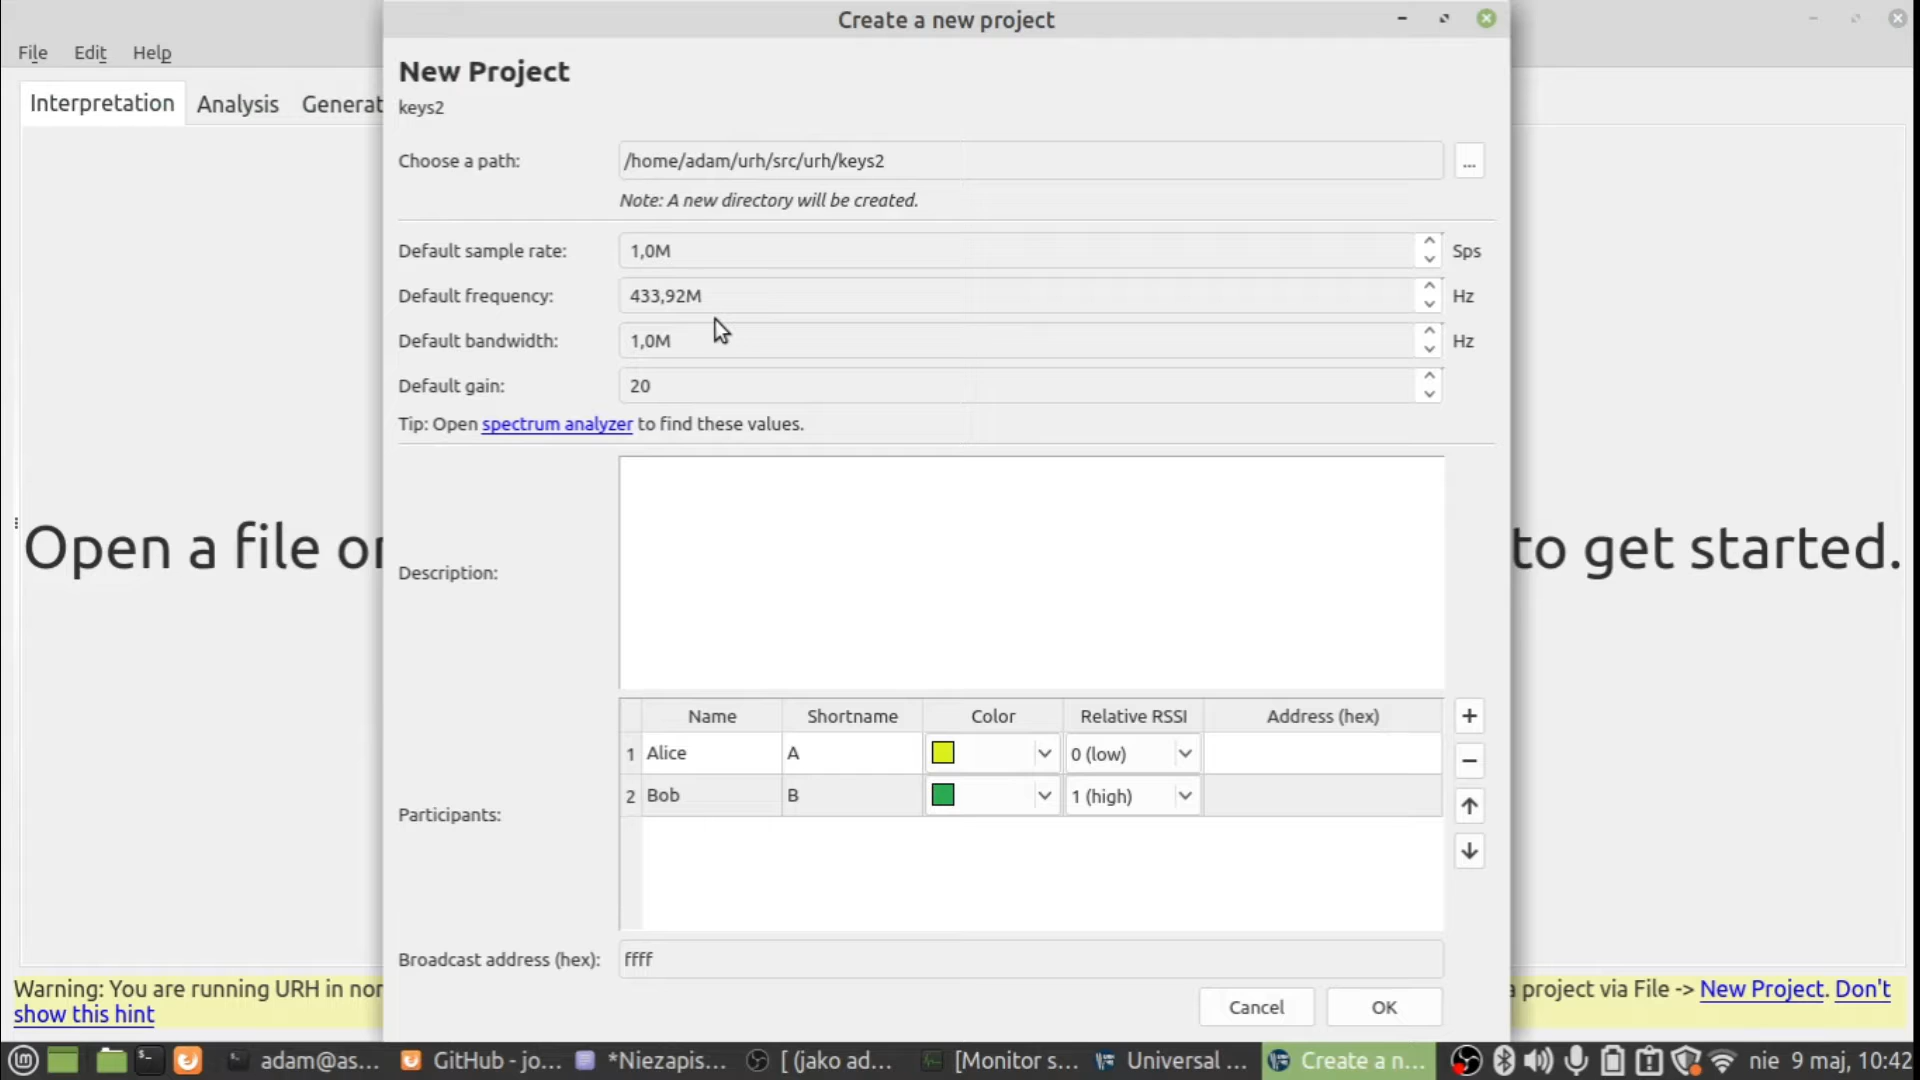 Create a new project
File Edit Help
New Project
Interpretation Analysis Generat
keys2
Choose a path: /home/adam/urh/src/urh/keys2 ...
Note: A new directory will be created.
Default sample rate: 1,0M Sps
Default frequency: 433,92M Hz
Default bandwidth: 1,0M Hz
Default gain: 20
Tip: Open spectrum analyzer to find these values.
Open a file or to get started.
Description:
Name Shortname Color Relative RSSI Address (hex) +
1 Alice A 0 (low) −
2 Bob B 1 (high)
Participants:
Broadcast address (hex): ffff
Warning: You are running URH in nor a project via File -> New Project. Don't
show this hint
Cancel OK
adam@as... GitHub - jo... *Niezapis... [ (jako ad... [Monitor s... Universal ... Create a n... nie 9 maj, 10:42